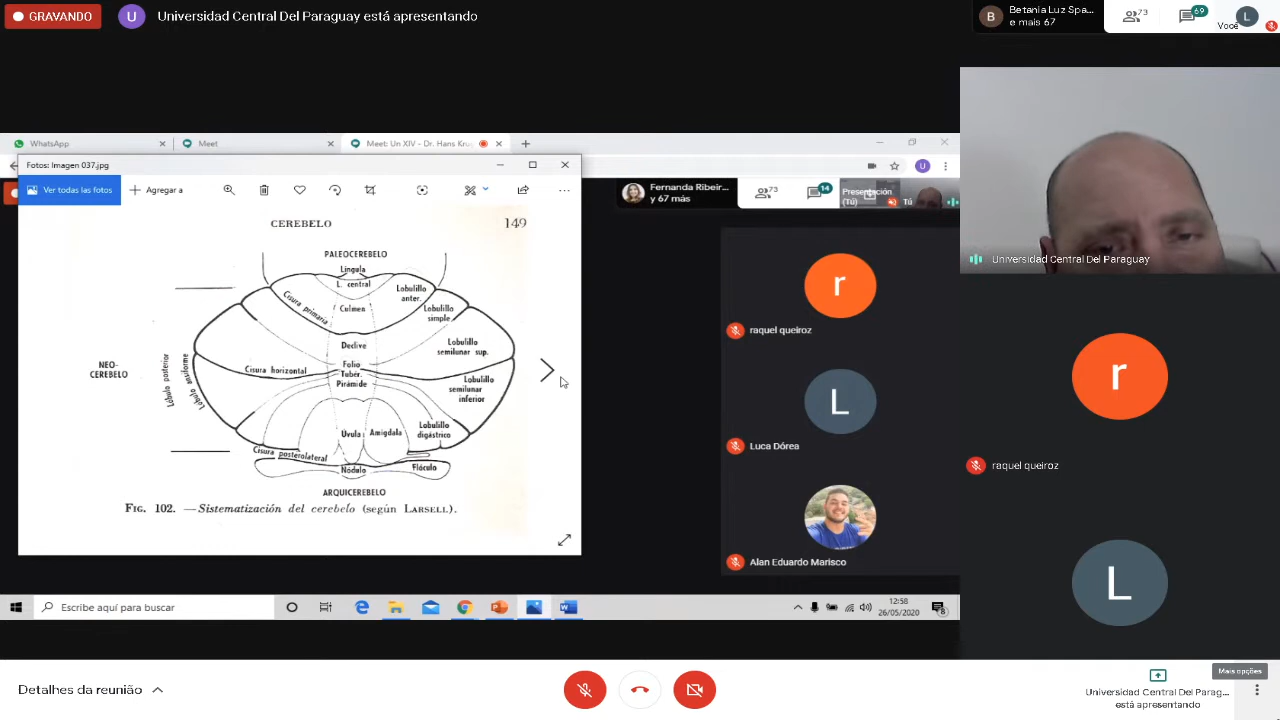 GRAVANDO
U
Universidad Central Del Paraguay está apresentando
B
Betania Luz Spa...
e mais 67
73
69
L
Você
WhatsApp
Meet
Meet: Un XIV - Dr. Hans Kru
U
Fotos: Imagen 037.jpg
Ver todas las fotos
Agregar a
Fernanda Ribeir...
y 67 más
73
14
Presentación
(Tú)
Tú
CEREBELO
149
PALEOCEREBELO
Língula
L. central
Lobulillo
anter.
Cisura primaria
Culmen
Lobulillo
simple
Declive
Lobulillo
semilunar sup.
NEO-
CEREBELO
Lóbulo posterior
Lóbulo ansiforme
Cisura horizontal
Folio
Tuber.
Pirámide
Lobulillo
semilunar
inferior
Úvula
Amígdala
Lobulillo
digástrico
Cisura posterolateral
Nódulo
Flóculo
ARQUICEREBELO
FIG. 102. —Sistematización del cerebelo (según LARSELL).
r
raquel queiroz
L
Luca Dórea
Alan Eduardo Marisco
Escribe aquí para buscar
12:58
26/05/2020
8
Universidad Central Del Paraguay
r
raquel queiroz
L
Mais opções
Detalhes da reunião
Universidad Central Del Parag...
está apresentando